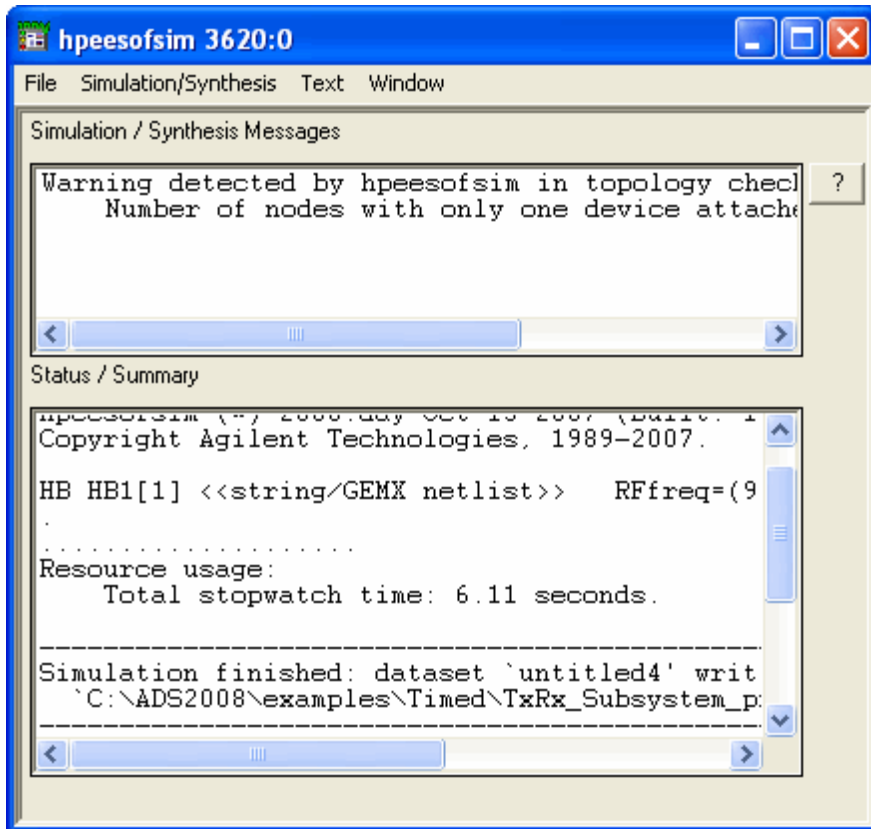 hpeesofsim 3620:0
File Simulation/Synthesis Text Window
Simulation / Synthesis Messages
Warning detected by hpeesofsim in topology chec
Number of nodes with only one device attache
?
Status / Summary
Copyright Agilent Technologies, 1989-2007.
HB HB1[1] <<string/GEMX netlist>> RFfreq=(9
.
....................
Resource usage:
Total stopwatch time: 6.11 seconds.
------------------------------------------------
Simulation finished: dataset `untitled4' writ
`C:\ADS2008\examples\Timed\TxRx_Subsystem_p
------------------------------------------------